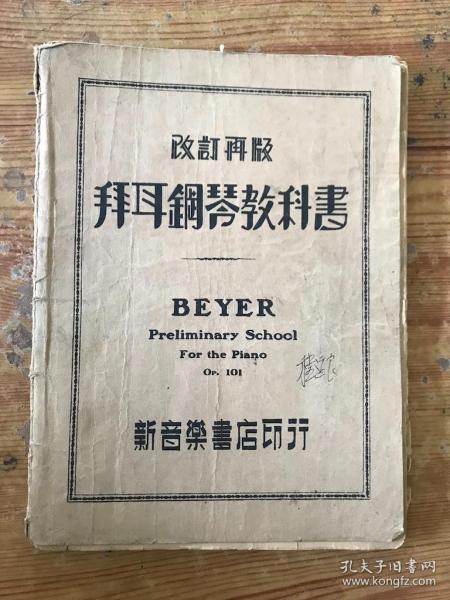 改訂再版
拜耳鋼琴教科書
BEYER
Preliminary School
For the Piano
Op. 101
新音樂書店印行
孔夫子旧书网
www.kongfz.com